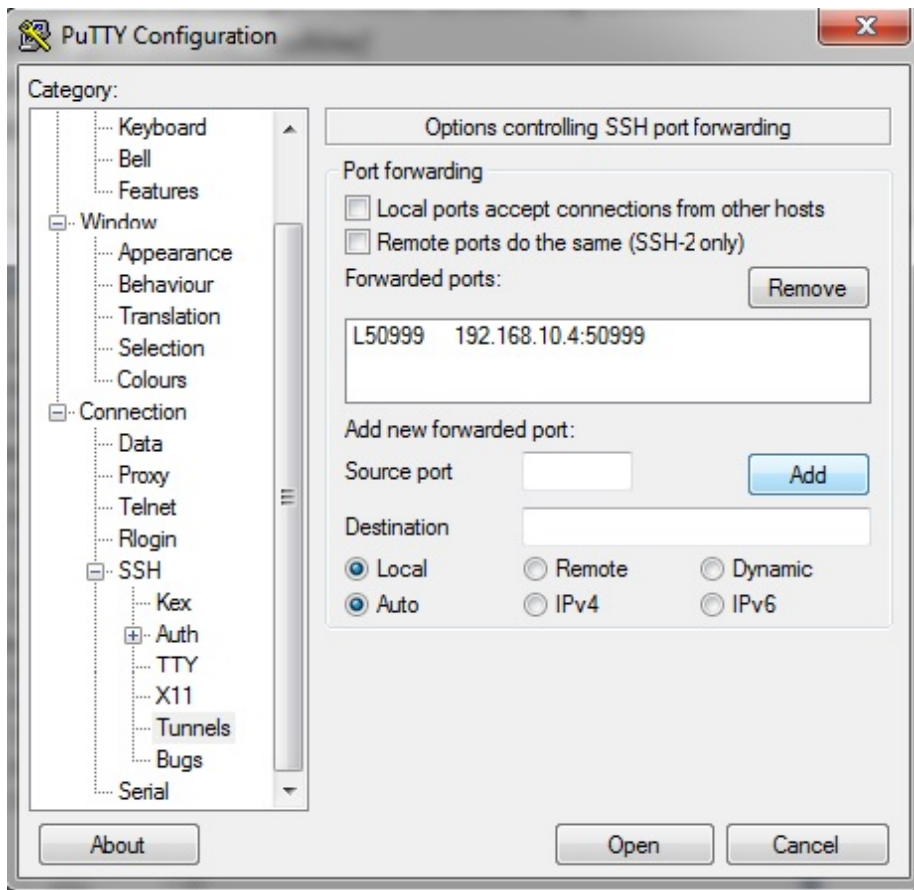 PuTTY Configuration
Category:
Keyboard
Bell
Features
Window
Appearance
Behaviour
Translation
Selection
Colours
Connection
Data
Proxy
Telnet
Rlogin
SSH
Kex
Auth
TTY
X11
Tunnels
Bugs
Serial
Options controlling SSH port forwarding
Port forwarding
Local ports accept connections from other hosts
Remote ports do the same (SSH-2 only)
Forwarded ports:
Remove
L50999 192.168.10.4:50999
Add new forwarded port:
Source port
Add
Destination
Local Remote Dynamic
Auto IPv4 IPv6
About
Open
Cancel